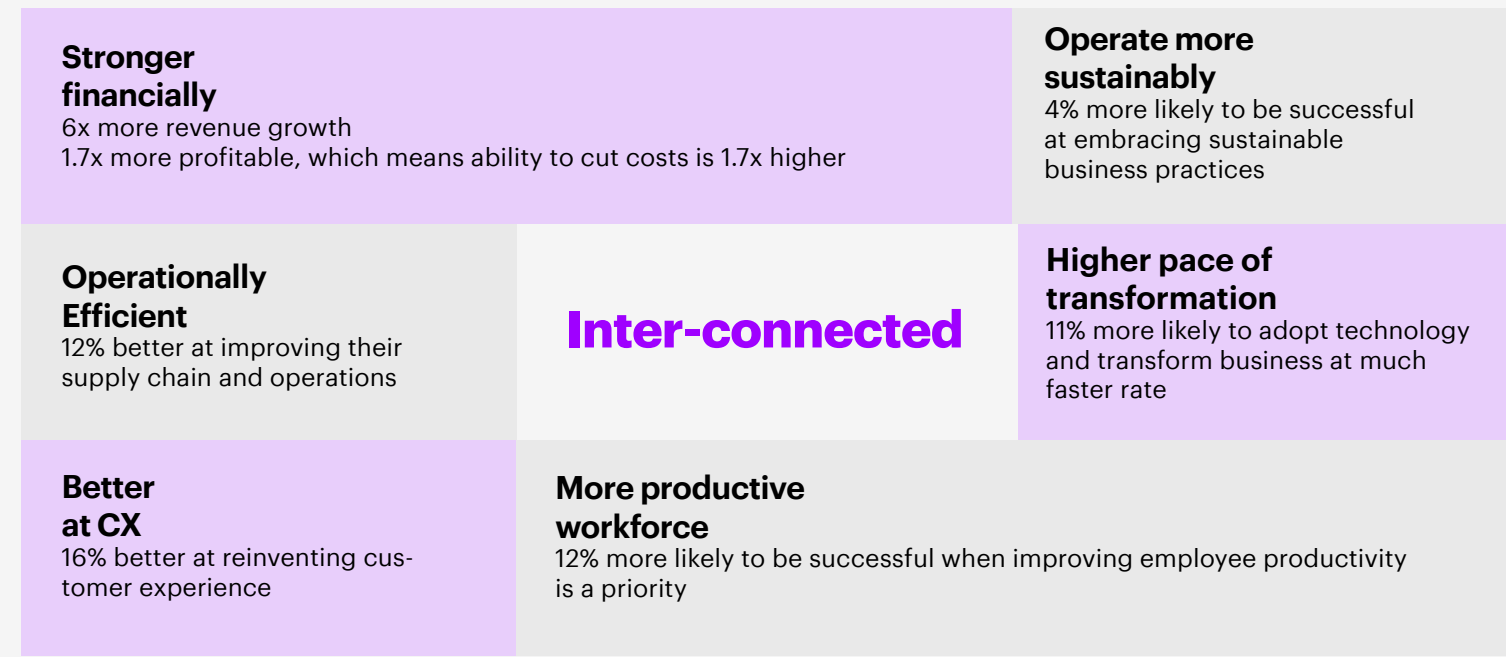 Stronger
financially
6x more revenue growth
1.7x more profitable, which means ability to cut costs is 1.7x higher
Operate more
sustainably
4% more likely to be successful
at embracing sustainable
business practices
Operationally
Efficient
12% better at improving their
supply chain and operations
Inter-connected
Higher pace of
transformation
11% more likely to adopt technology
and transform business at much
faster rate
Better
at CX
16% better at reinventing cus-
tomer experience
More productive
workforce
12% more likely to be successful when improving employee productivity
is a priority